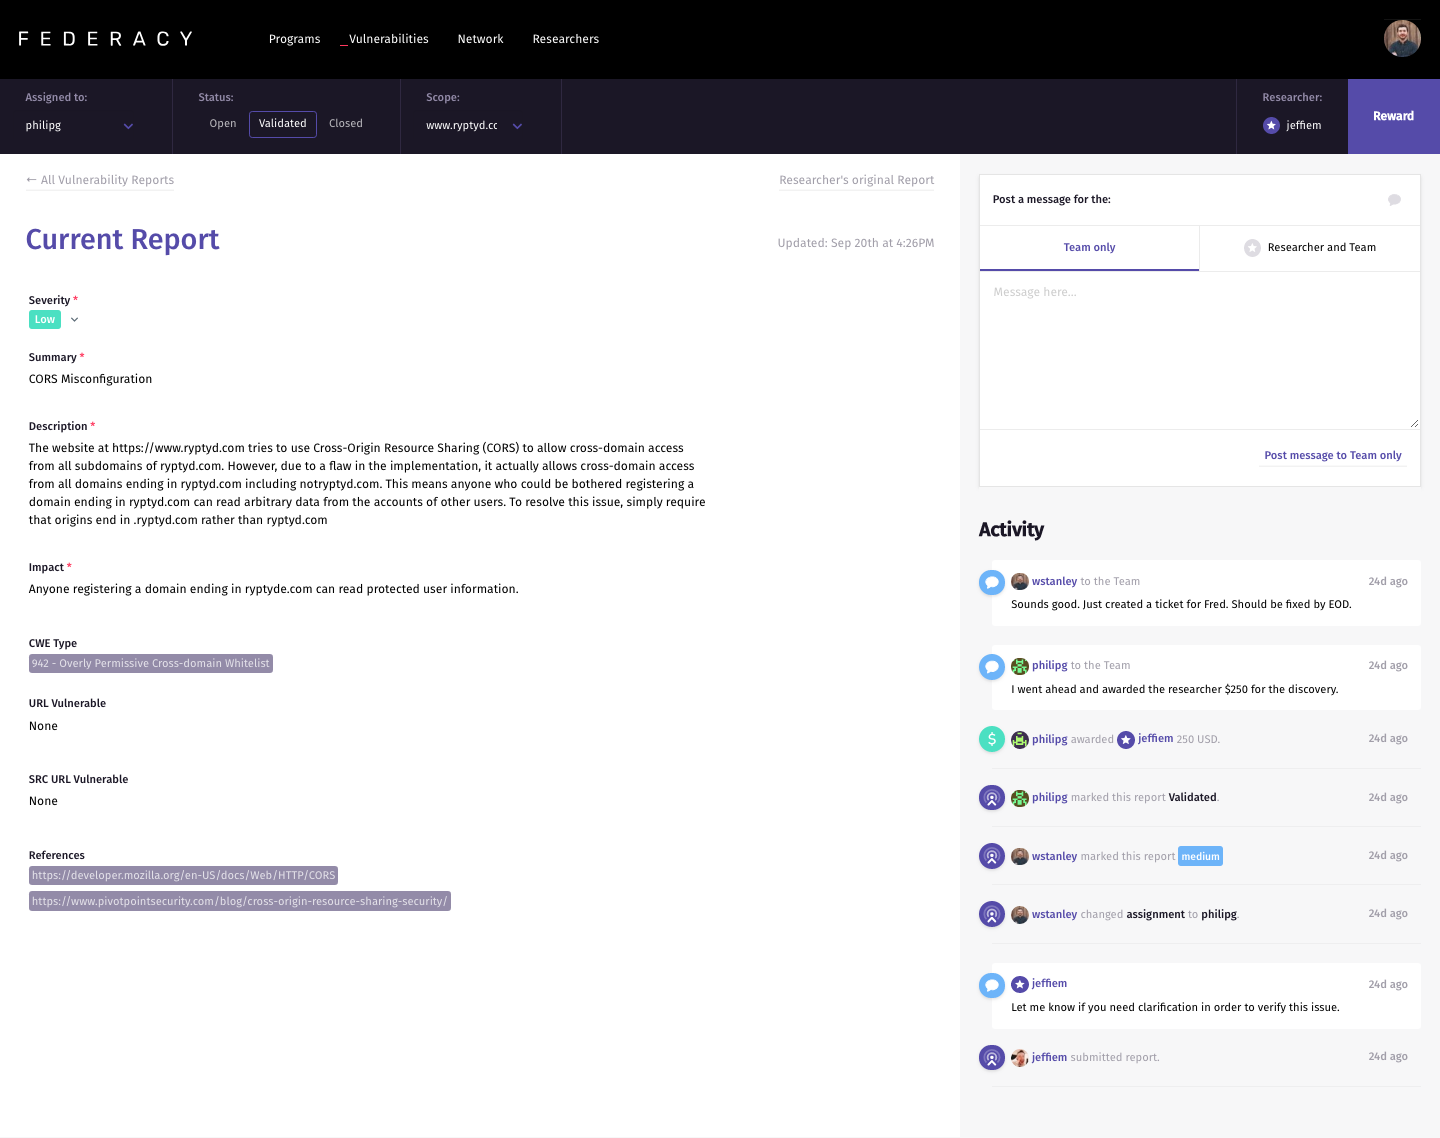 FEDERACY
Programs
_Vulnerabilities
Network
Researchers
Assigned to:
philipg
Status:
Open
Validated
Closed
Scope:
www.ryptyd.cc
Researcher:
jeffiem
Reward
← All Vulnerability Reports
Researcher's original Report
Current Report
Updated: Sep 20th at 4:26PM
Severity *
Low
Summary *
CORS Misconfiguration
Description *
The website at https://www.ryptyd.com tries to use Cross-Origin Resource Sharing (CORS) to allow cross-domain access
from all subdomains of ryptyd.com. However, due to a flaw in the implementation, it actually allows cross-domain access
from all domains ending in ryptyd.com including notryptyd.com. This means anyone who could be bothered registering a
domain ending in ryptyd.com can read arbitrary data from the accounts of other users. To resolve this issue, simply require
that origins end in .ryptyd.com rather than ryptyd.com
Impact *
Anyone registering a domain ending in ryptyde.com can read protected user information.
CWE Type
942 - Overly Permissive Cross-domain Whitelist
URL Vulnerable
None
SRC URL Vulnerable
None
References
https://developer.mozilla.org/en-US/docs/Web/HTTP/CORS
https://www.pivotpointsecurity.com/blog/cross-origin-resource-sharing-security/
Post a message for the:
Team only
Researcher and Team
Message here...
Post message to Team only
Activity
wstanley to the Team 24d ago
Sounds good. Just created a ticket for Fred. Should be fixed by EOD.
philipg to the Team 24d ago
I went ahead and awarded the researcher $250 for the discovery.
$ philipg awarded jeffiem 250 USD. 24d ago
philipg marked this report Validated. 24d ago
wstanley marked this report medium 24d ago
wstanley changed assignment to philipg. 24d ago
jeffiem 24d ago
Let me know if you need clarification in order to verify this issue.
jeffiem submitted report. 24d ago